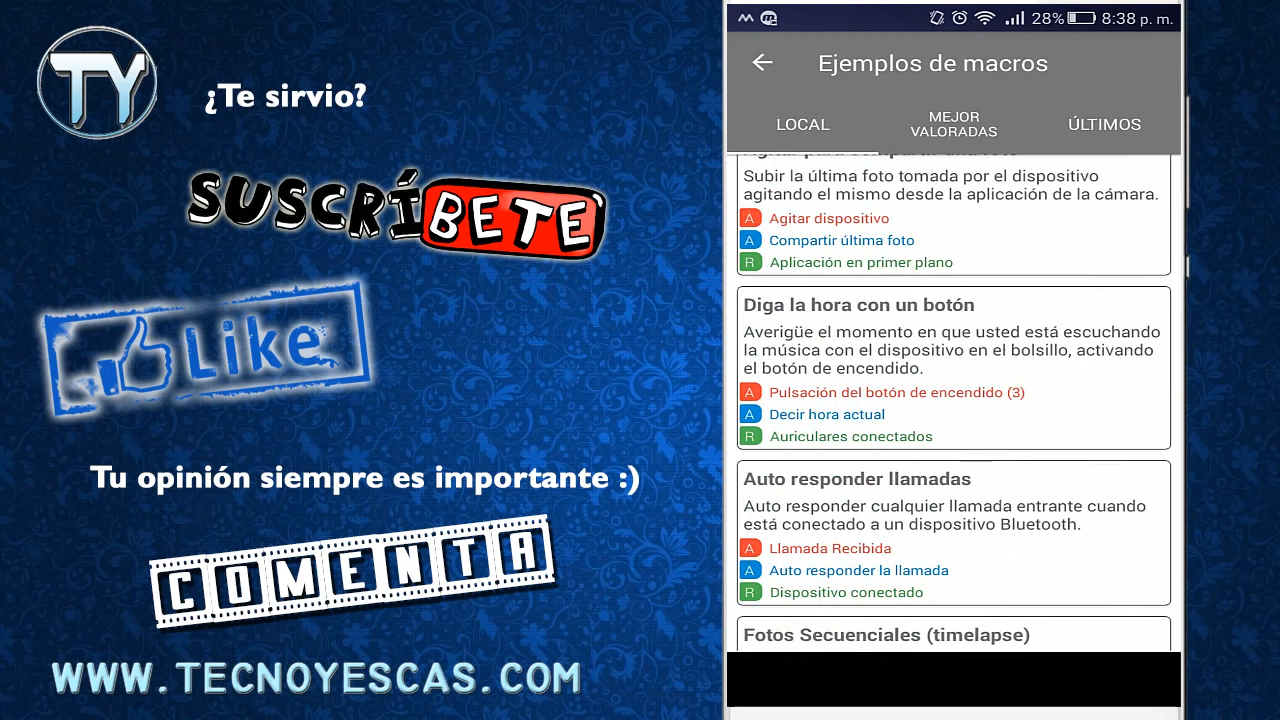 TY
¿Te sirvio?
SUSCRÍBETE
Like
Tu opinión siempre es importante :)
COMENTA
WWW.TECNOYESCAS.COM
28% 8:38 p. m.
Ejemplos de macros
LOCAL
MEJOR
VALORADAS
ÚLTIMOS
Subir la última foto tomada por el dispositivo
agitando el mismo desde la aplicación de la cámara.
A Agitar dispositivo
A Compartir última foto
R Aplicación en primer plano
Diga la hora con un botón
Averigüe el momento en que usted está escuchando
la música con el dispositivo en el bolsillo, activando
el botón de encendido.
A Pulsación del botón de encendido (3)
A Decir hora actual
R Auriculares conectados
Auto responder llamadas
Auto responder cualquier llamada entrante cuando
está conectado a un dispositivo Bluetooth.
A Llamada Recibida
A Auto responder la llamada
R Dispositivo conectado
Fotos Secuenciales (timelapse)